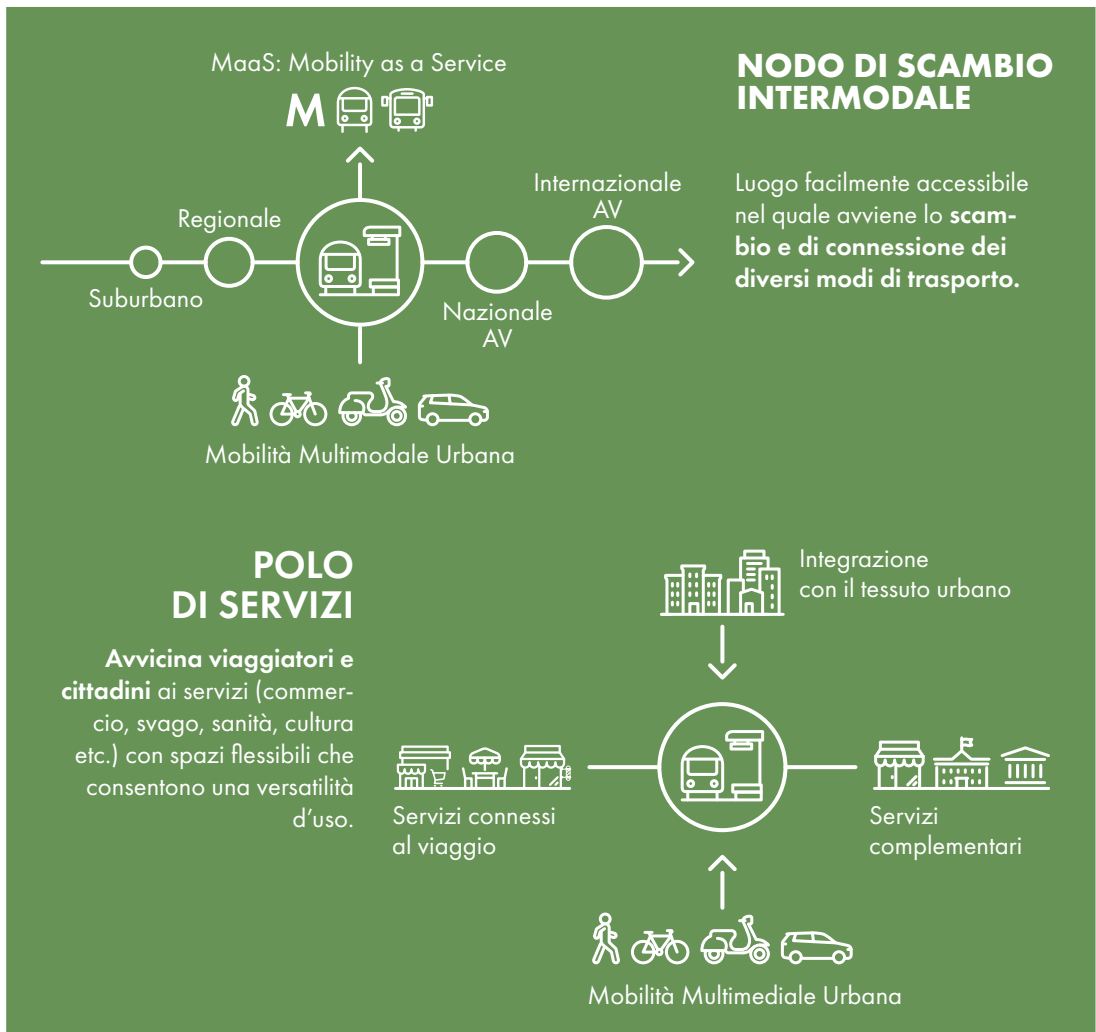 MaaS: Mobility as a Service
M
NODO DI SCAMBIO
INTERMODALE
Luogo facilmente accessibile
nel quale avviene lo scam-
bio e di connessione dei
diversi modi di trasporto.
Suburbano
Regionale
Nazionale
AV
Internazionale
AV
Mobilità Multimodale Urbana
POLO
DI SERVIZI
Avvicina viaggiatori e
cittadini ai servizi (commer-
cio, svago, sanità, cultura
etc.) con spazi flessibili che
consentono una versatilità
d’uso.
Integrazione
con il tessuto urbano
Servizi connessi
al viaggio
Servizi
complementari
Mobilità Multimediale Urbana